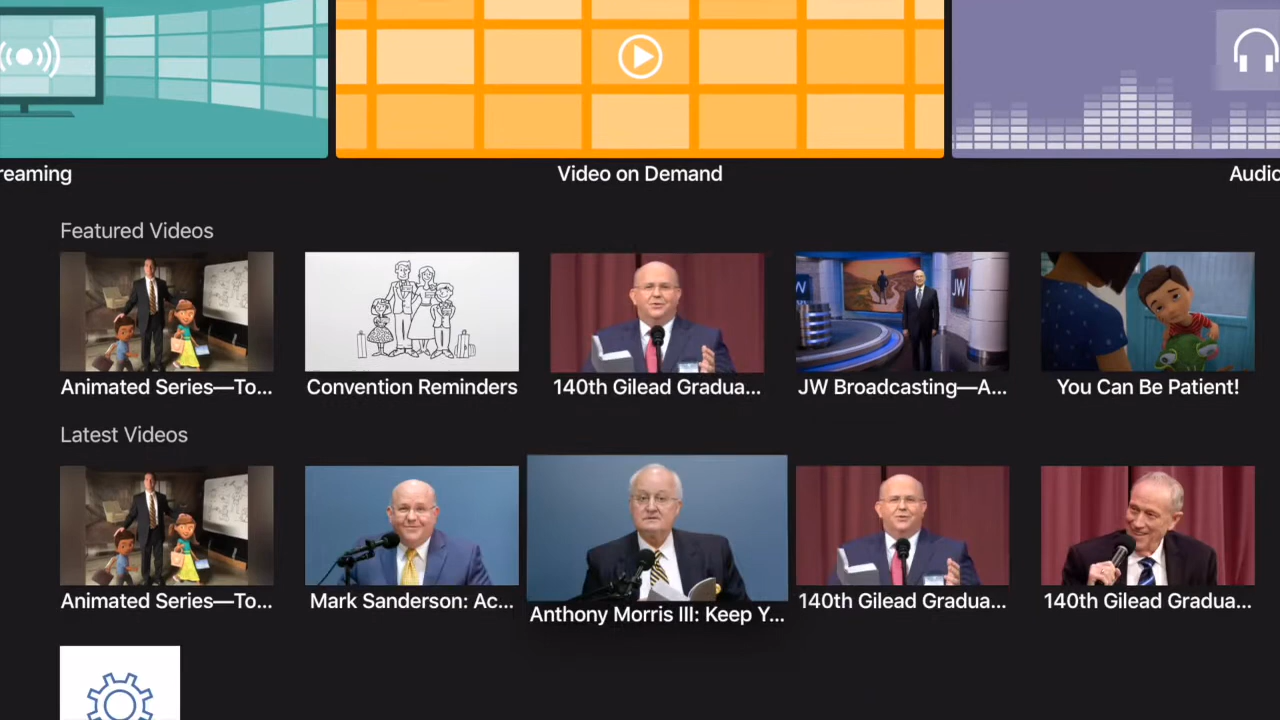 reaming
Video on Demand
Audio
Featured Videos
JW
Animated Series—To...
Convention Reminders
140th Gilead Gradua...
JW Broadcasting—A...
You Can Be Patient!
Latest Videos
Animated Series—To...
Mark Sanderson: Ac...
Anthony Morris III: Keep Y...
140th Gilead Gradua...
140th Gilead Gradua...